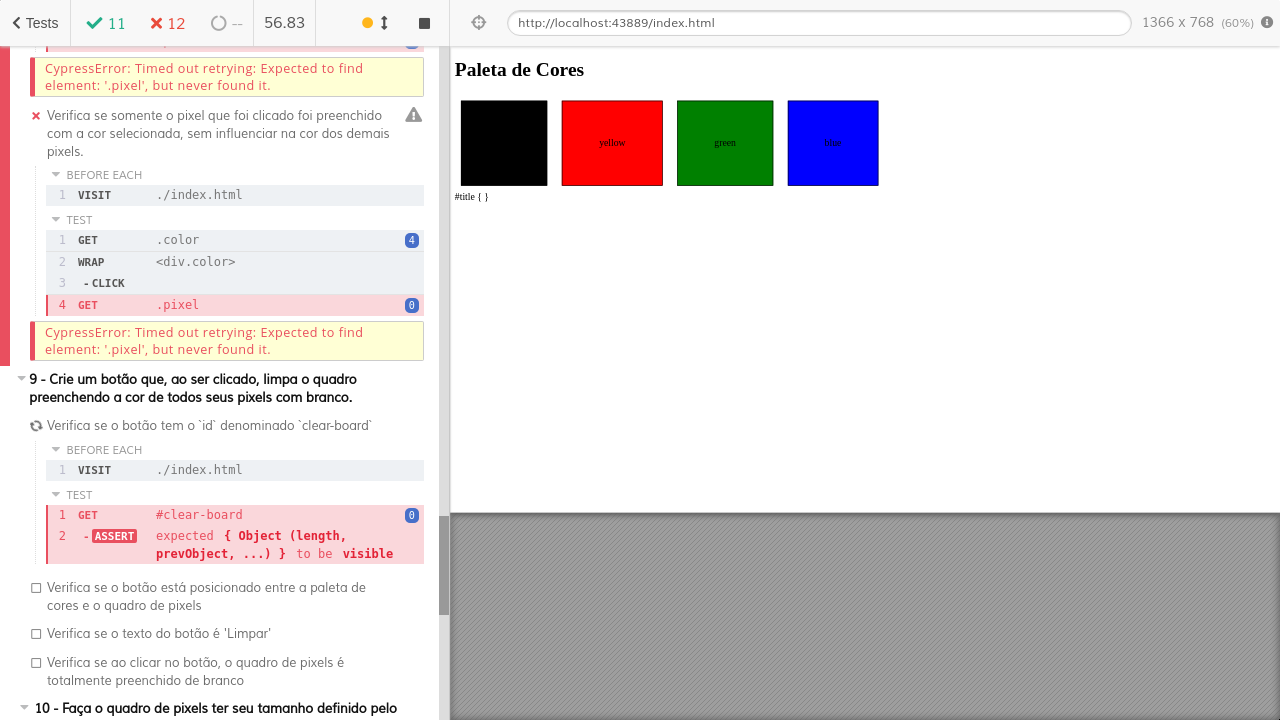 Tests 11 12 -- 56.83
http://localhost:43889/index.html 1366 x 768 (60%)
CypressError: Timed out retrying: Expected to find
element: '.pixel', but never found it.
Verifica se somente o pixel que foi clicado foi preenchido
com a cor selecionada, sem influenciar na cor dos demais
pixels.
BEFORE EACH
1 VISIT ./index.html
TEST
1 GET .color 4
2 WRAP <div.color>
3 - CLICK
4 GET .pixel 0
CypressError: Timed out retrying: Expected to find
element: '.pixel', but never found it.
9 - Crie um botão que, ao ser clicado, limpa o quadro
preenchendo a cor de todos seus pixels com branco.
Verifica se o botão tem o `id` denominado `clear-board`
BEFORE EACH
1 VISIT ./index.html
TEST
1 GET #clear-board 0
2 - ASSERT expected { Object (length,
prevObject, ...) } to be visible
Verifica se o botão está posicionado entre a paleta de
cores e o quadro de pixels
Verifica se o texto do botão é 'Limpar'
Verifica se ao clicar no botão, o quadro de pixels é
totalmente preenchido de branco
10 - Faça o quadro de pixels ter seu tamanho definido pelo
Paleta de Cores
yellow green blue
#title { }